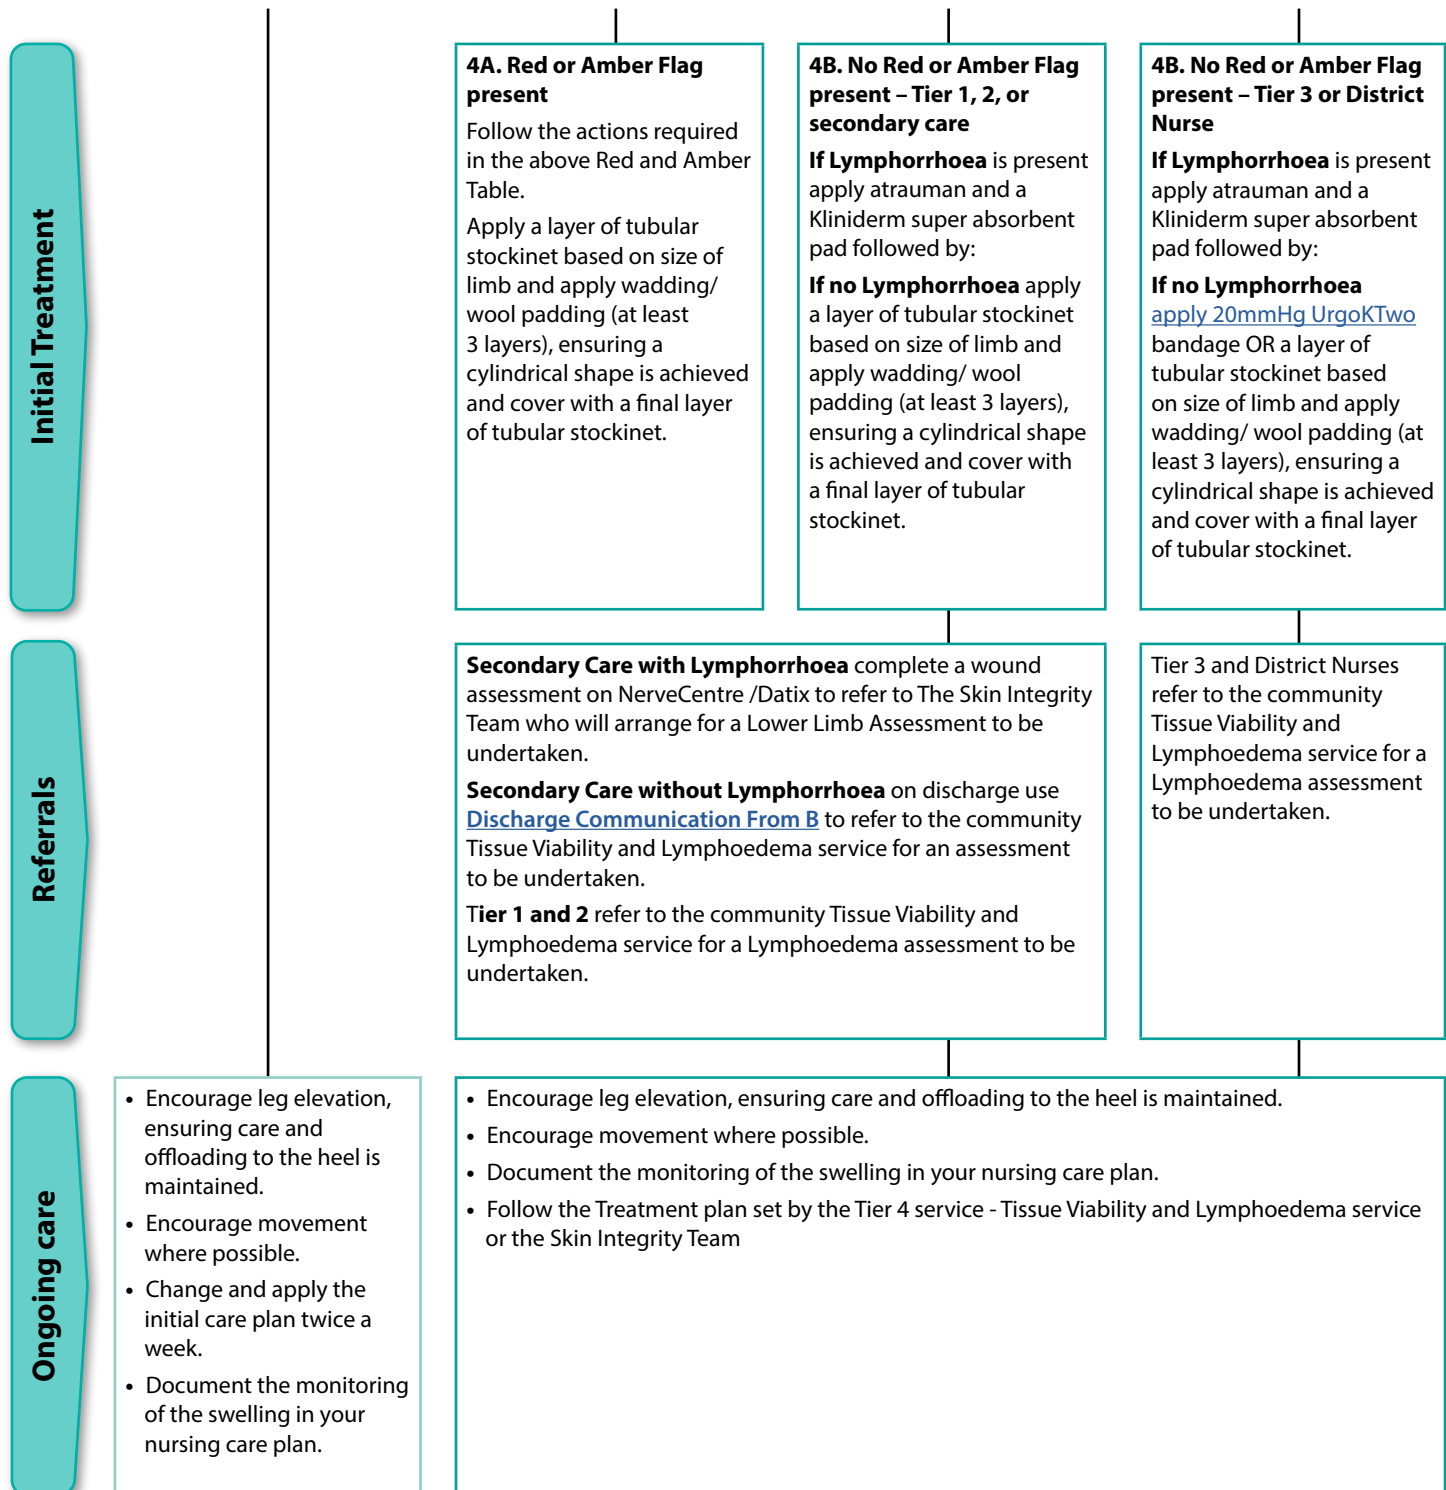 Initial Treatment
4A. Red or Amber Flag
present
Follow the actions required
in the above Red and Amber
Table.
Apply a layer of tubular
stockinet based on size of
limb and apply wadding/
wool padding (at least
3 layers), ensuring a
cylindrical shape is achieved
and cover with a final layer
of tubular stockinet.
4B. No Red or Amber Flag
present – Tier 1, 2, or
secondary care
If Lymphorrhoea is present
apply atrauman and a
Kliniderm super absorbent
pad followed by:
If no Lymphorrhoea apply
a layer of tubular stockinet
based on size of limb and
apply wadding/ wool
padding (at least 3 layers),
ensuring a cylindrical shape
is achieved and cover with
a final layer of tubular
stockinet.
4B. No Red or Amber Flag
present – Tier 3 or District
Nurse
If Lymphorrhoea is present
apply atrauman and a
Kliniderm super absorbent
pad followed by:
If no Lymphorrhoea
apply 20mmHg UrgoKTwo
bandage OR a layer of
tubular stockinet based
on size of limb and apply
wadding/ wool padding (at
least 3 layers), ensuring a
cylindrical shape is achieved
and cover with a final layer
of tubular stockinet.
Referrals
Secondary Care with Lymphorrhoea complete a wound
assessment on NerveCentre /Datix to refer to The Skin Integrity
Team who will arrange for a Lower Limb Assessment to be
undertaken.
Secondary Care without Lymphorrhoea on discharge use
Discharge Communication From B to refer to the community
Tissue Viability and Lymphoedema service for an assessment
to be undertaken.
Tier 1 and 2 refer to the community Tissue Viability and
Lymphoedema service for a Lymphoedema assessment to be
undertaken.
Tier 3 and District Nurses
refer to the community
Tissue Viability and
Lymphoedema service for a
Lymphoedema assessment
to be undertaken.
Ongoing care
• Encourage leg elevation,
ensuring care and
offloading to the heel is
maintained.
• Encourage movement
where possible.
• Change and apply the
initial care plan twice a
week.
• Document the monitoring
of the swelling in your
nursing care plan.
• Encourage leg elevation, ensuring care and offloading to the heel is maintained.
• Encourage movement where possible.
• Document the monitoring of the swelling in your nursing care plan.
• Follow the Treatment plan set by the Tier 4 service - Tissue Viability and Lymphoedema service
or the Skin Integrity Team